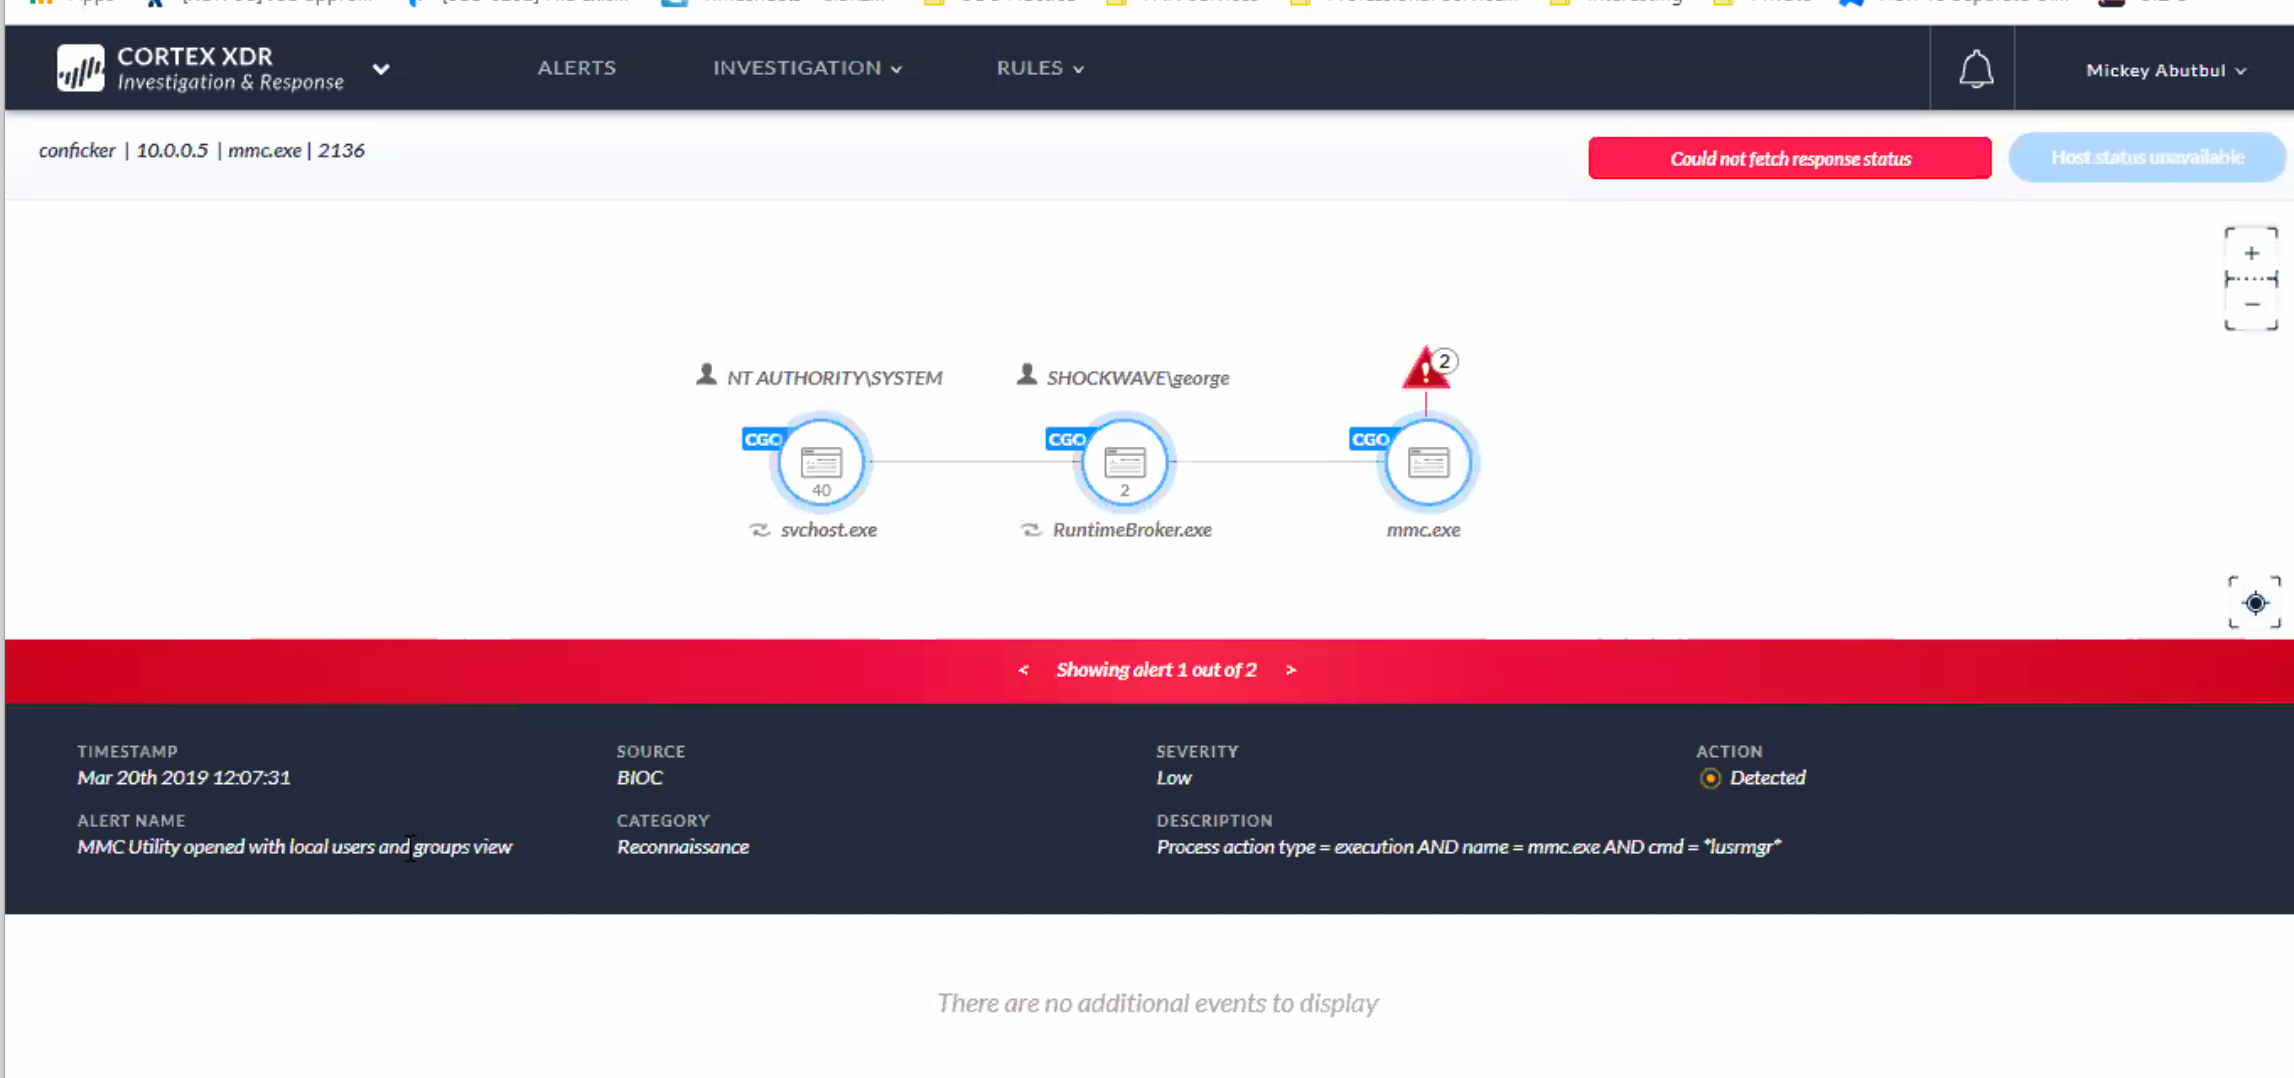 Apps
CORTEX XDR
Investigation & Response
ALERTS
INVESTIGATION
RULES
Mickey Abutbul
conficker | 10.0.0.5 | mmc.exe | 2136
Could not fetch response status
Host status unavailable
+
−
2
NT AUTHORITY\SYSTEM
SHOCKWAVE\george
CGO
CGO
CGO
40
2
svchost.exe
RuntimeBroker.exe
mmc.exe
< Showing alert 1 out of 2 >
TIMESTAMP
SOURCE
SEVERITY
ACTION
Mar 20th 2019 12:07:31
BIOC
Low
Detected
ALERT NAME
CATEGORY
DESCRIPTION
MMC Utility opened with local users and groups view
Reconnaissance
Process action type = execution AND name = mmc.exe AND cmd = *lusrmgr*
There are no additional events to display